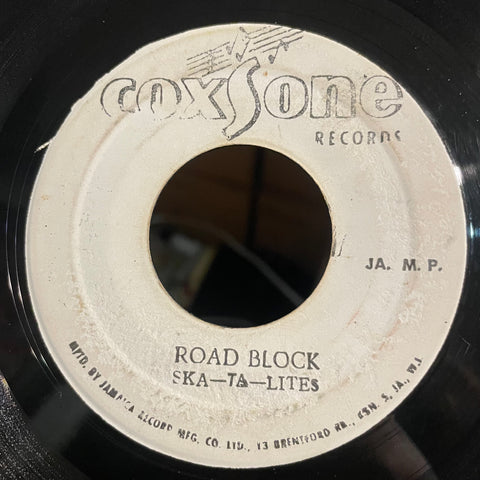 coxsone
RECORDS
JA. M. P.
ROAD BLOCK
SKA-TA-LITES
MFTD. BY JAMAICA RECORD MFG. CO. LTD., 13 BRENTFORD RD., KGN. 5, JA., W.I.